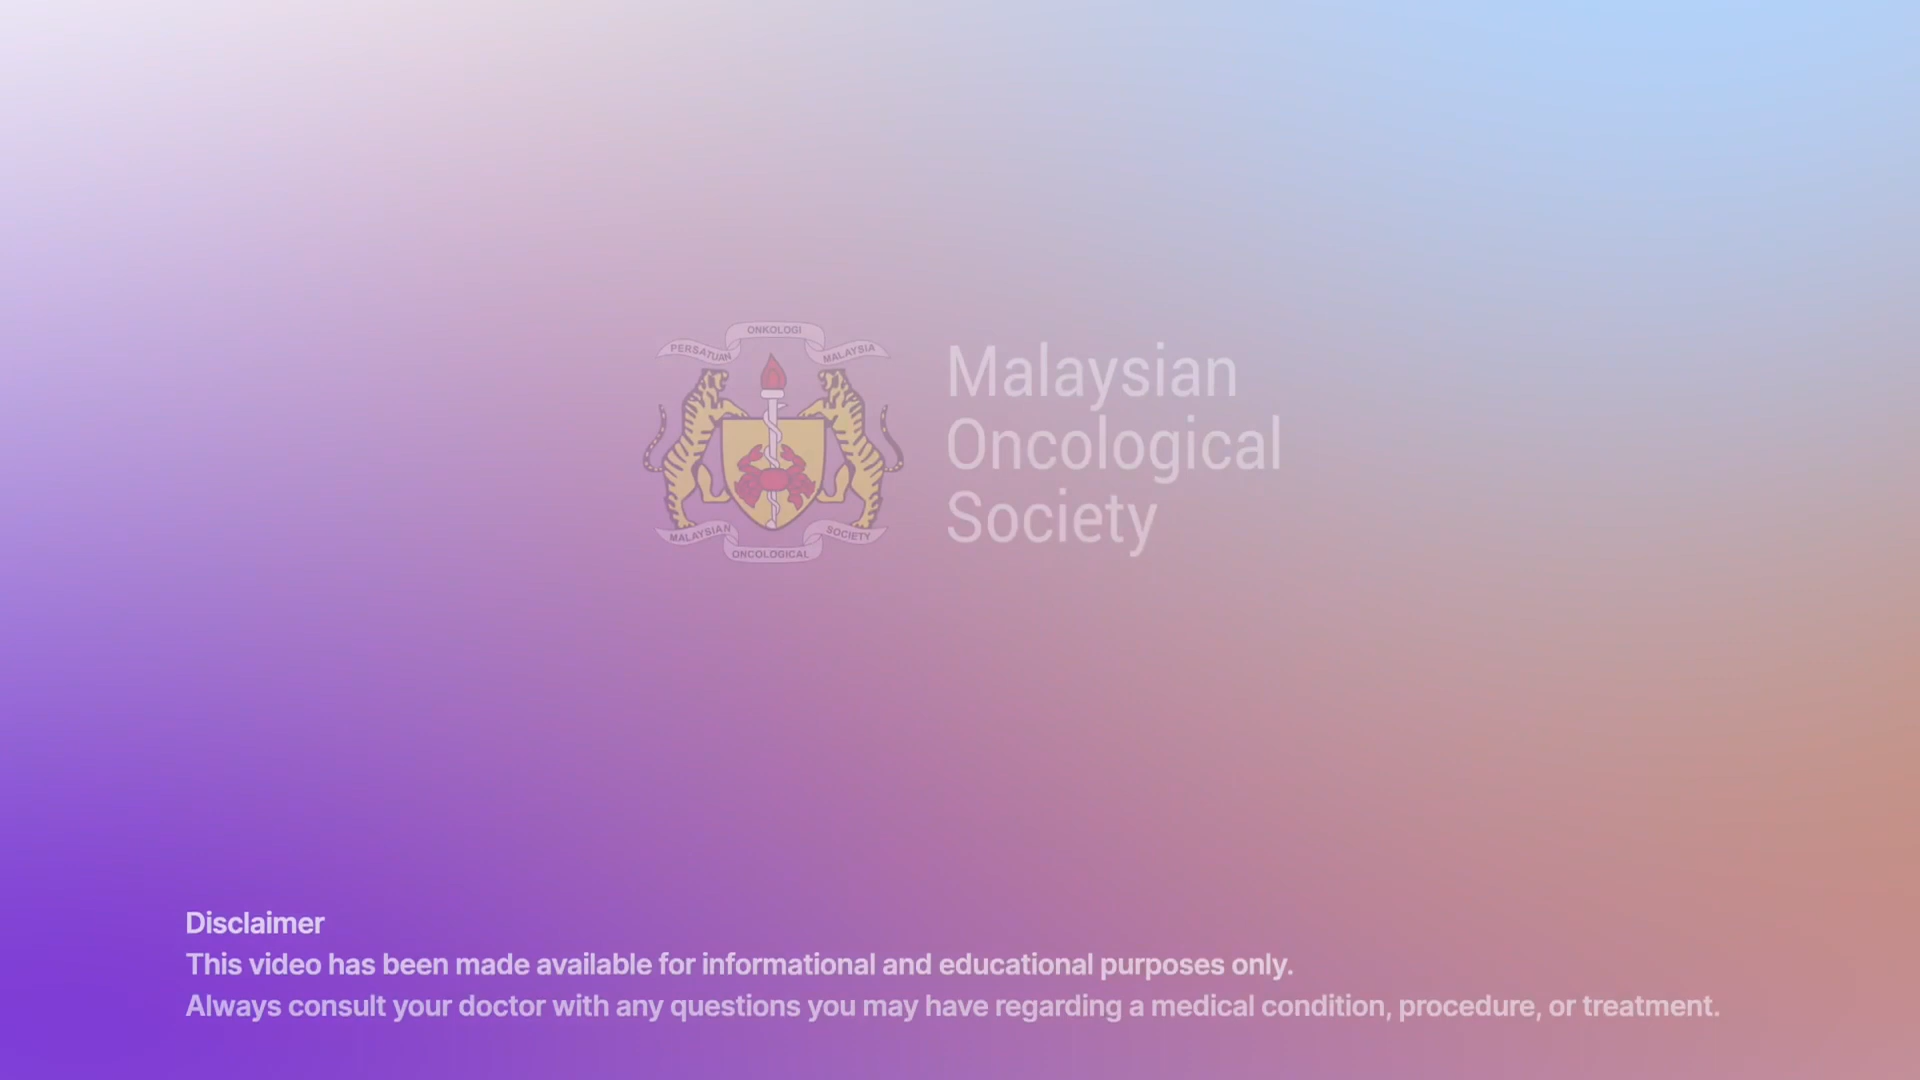 PERSATUAN ONKOLOGI MALAYSIA
MALAYSIAN ONCOLOGICAL SOCIETY
Malaysian
Oncological
Society
Disclaimer
This video has been made available for informational and educational purposes only.
Always consult your doctor with any questions you may have regarding a medical condition, procedure, or treatment.